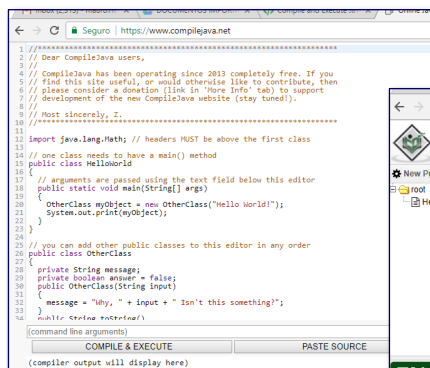 Seguro | https://www.compilejava.net
1 //****************************************************************
2 // Dear CompileJava users,
3 //
4 // CompileJava has been operating since 2013 completely free. If you
5 // find this site useful, or would otherwise like to contribute, then
6 // please consider a donation (link in 'More Info' tab) to support
7 // development of the new CompileJava website (stay tuned!).
8 //
9 // Most sincerely, Z.
10 //****************************************************************
11
12 import java.lang.Math; // headers MUST be above the first class
13
14 // one class needs to have a main() method
15 public class HelloWorld
16 {
17 // arguments are passed using the text field below this editor
18 public static void main(String[] args)
19 {
20 OtherClass myObject = new OtherClass("Hello World!");
21 System.out.print(myObject);
22 }
23 }
24
25 // you can add other public classes to this editor in any order
26 public class OtherClass
27 {
28 private String message;
29 private boolean answer = false;
30 public OtherClass(String input)
31 {
32 message = "Why, " + input + " Isn't this something?";
33 }
34 public String toString()
(command line arguments)
COMPILE & EXECUTE
PASTE SOURCE
(compiler output will display here)
New Pr
root
He